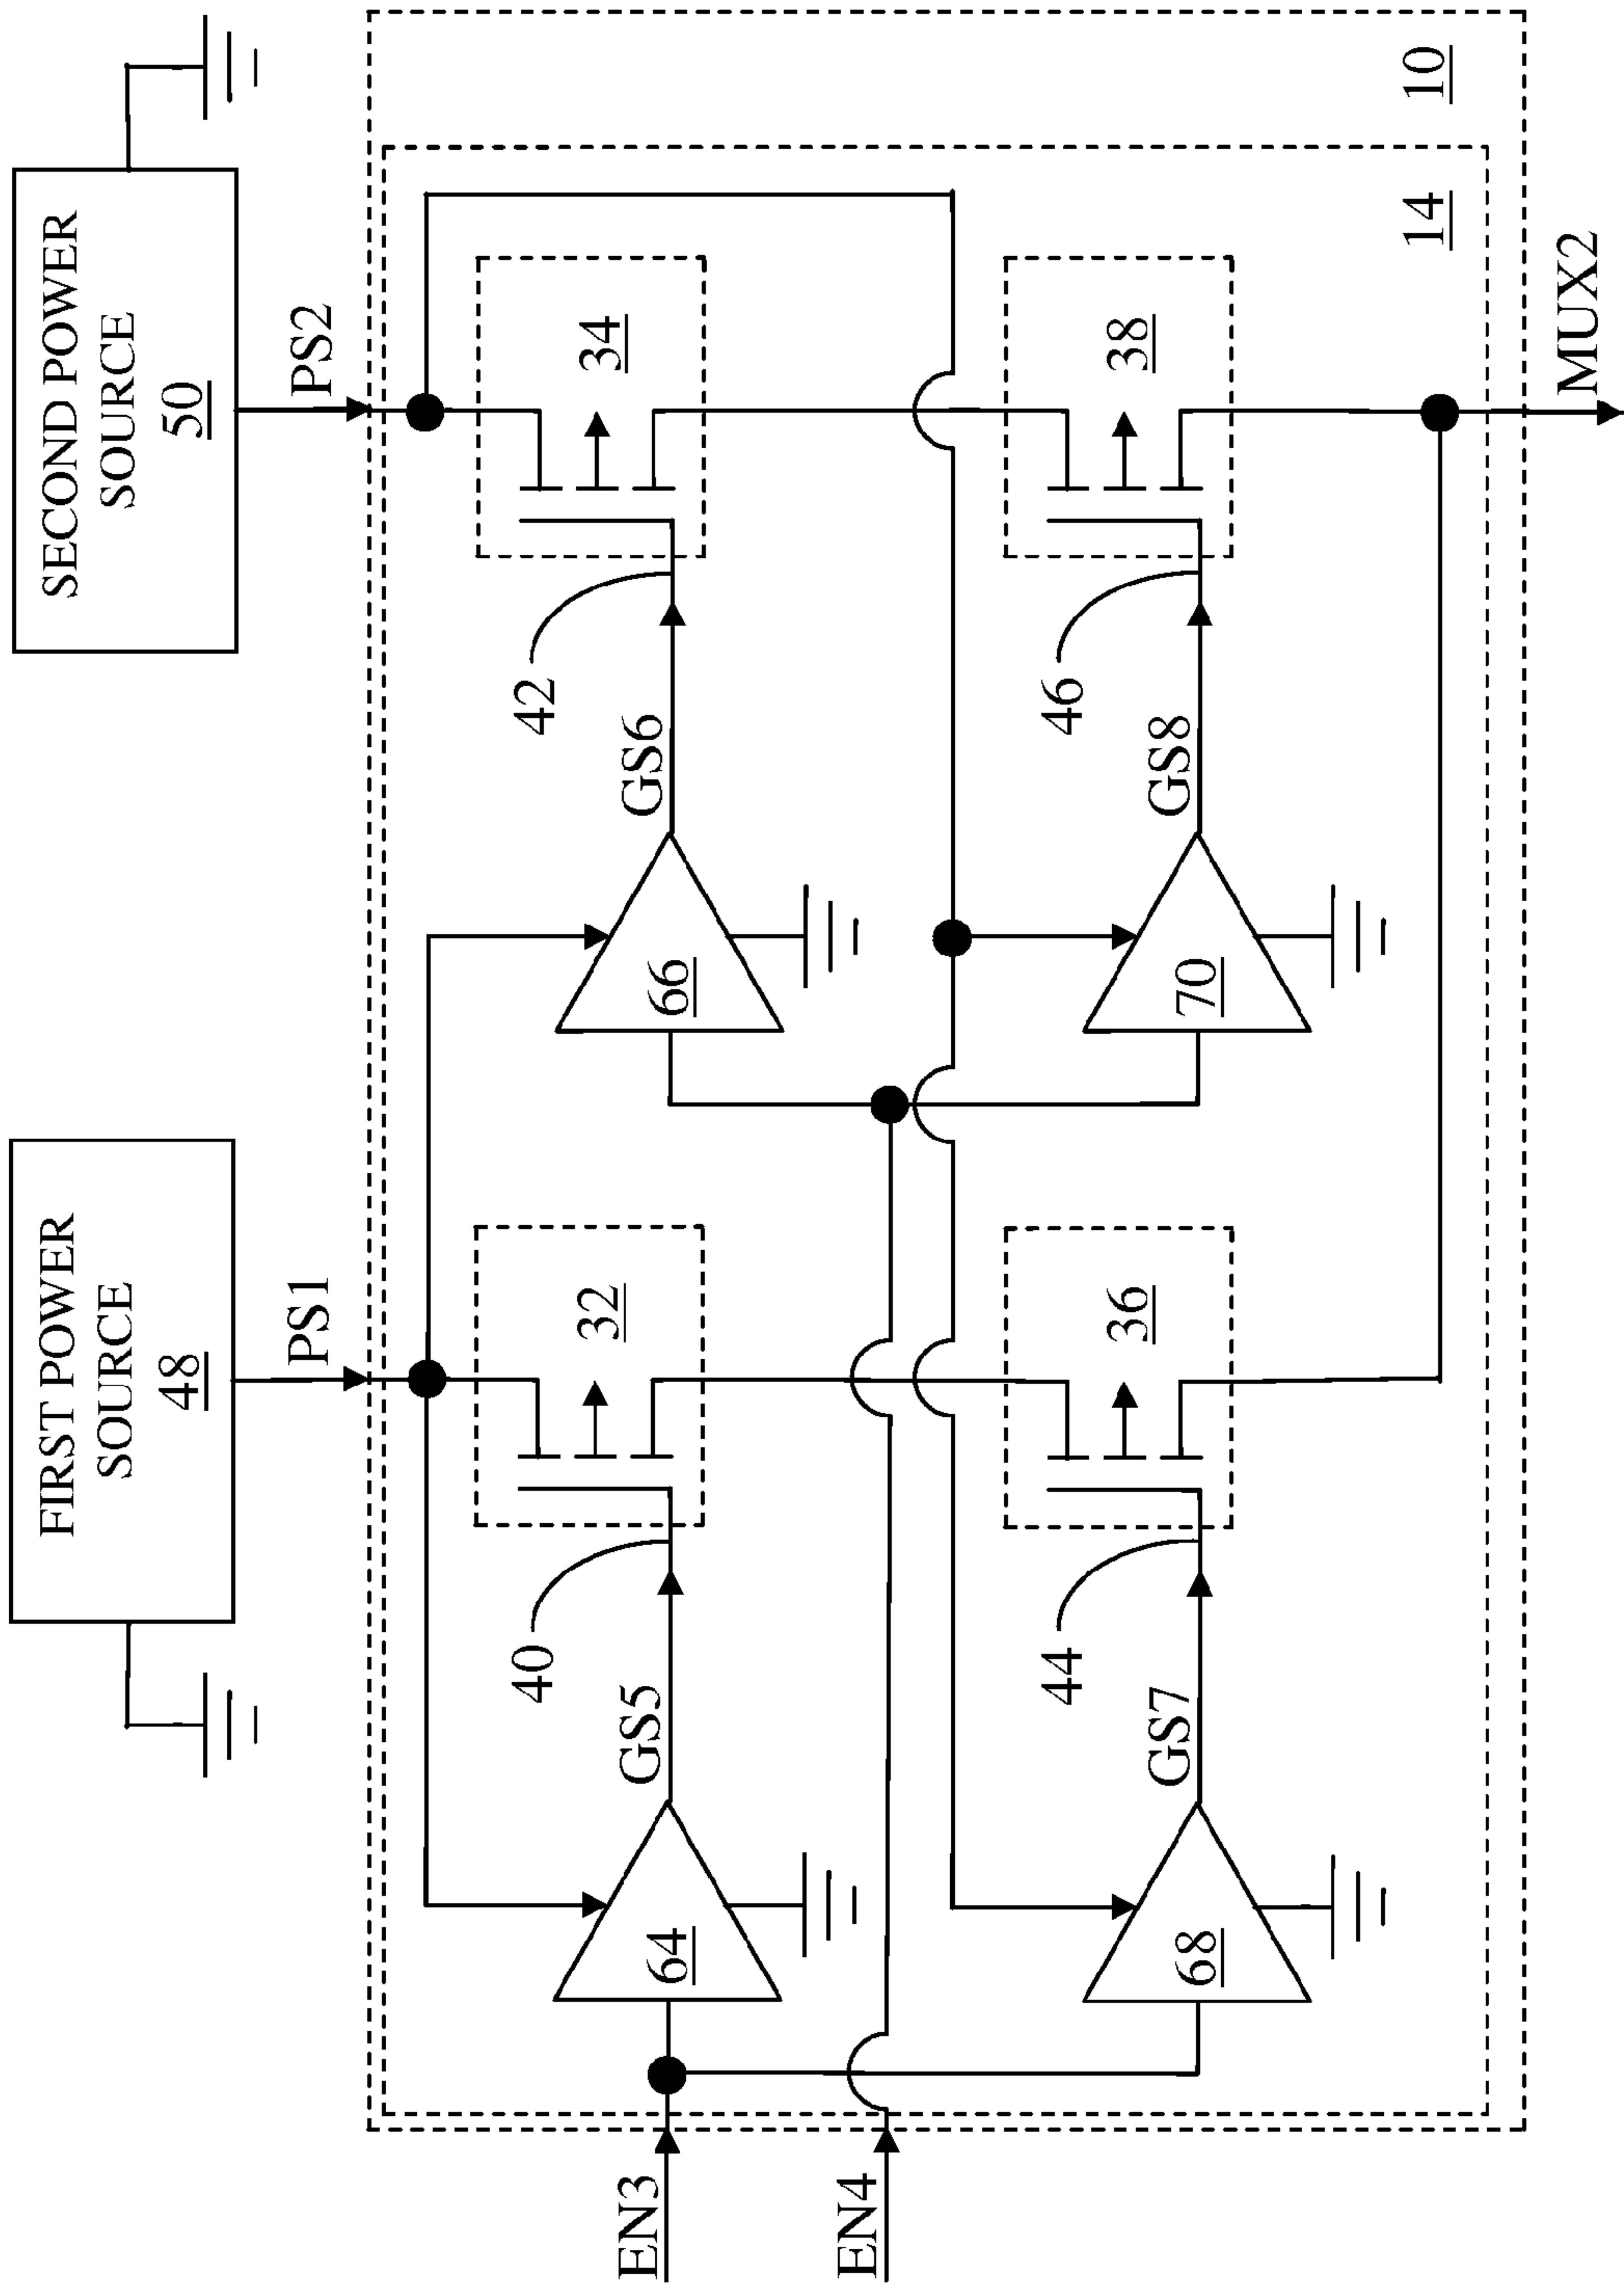 FIRST POWER
SOURCE
48
SECOND POWER
SOURCE
50
PS1
PS2
40
32
42
34
GS5
GS6
64
66
EN3
EN4
44
36
46
38
GS7
GS8
68
70
14
10
MUX2